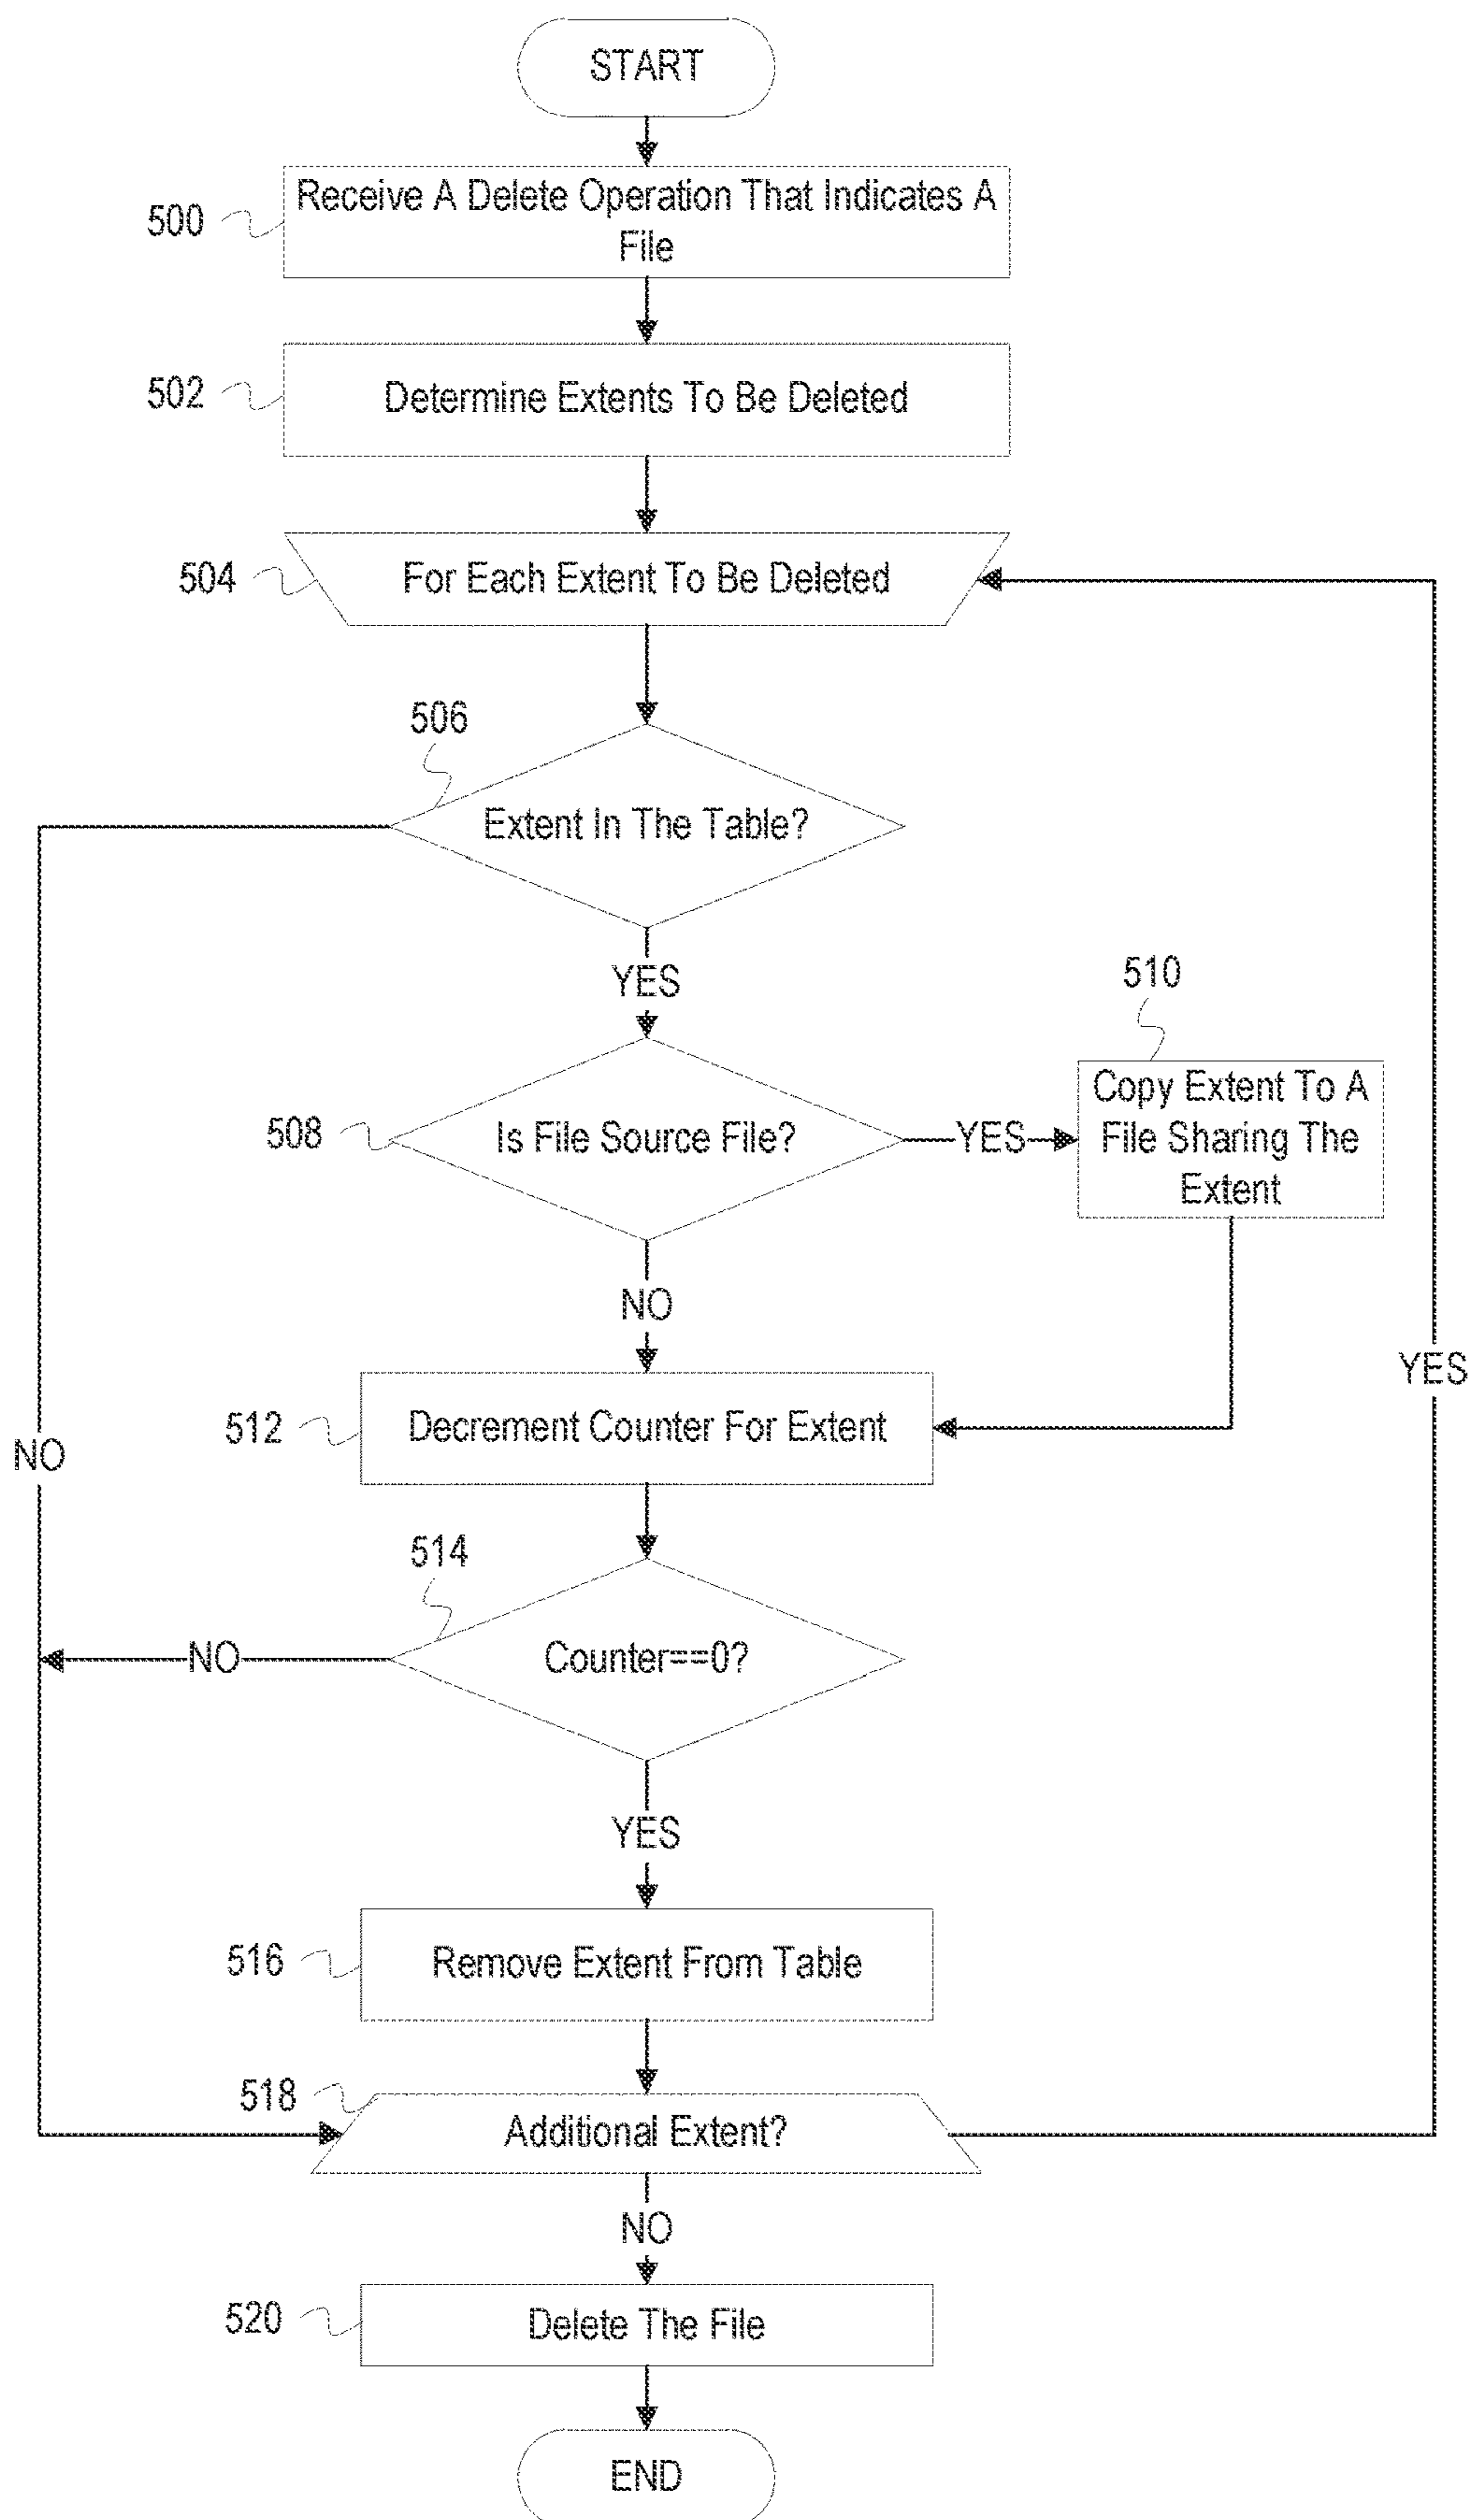 START
500
Receive A Delete Operation That Indicates A
File
502
Determine Extents To Be Deleted
504
For Each Extent To Be Deleted
506
Extent In The Table?
YES
510
508
Is File Source File?
YES
Copy Extent To A
File Sharing The
Extent
NO
YES
512
Decrement Counter For Extent
NO
514
NO
Counter==0?
YES
516
Remove Extent From Table
518
Additional Extent?
NO
520
Delete The File
END